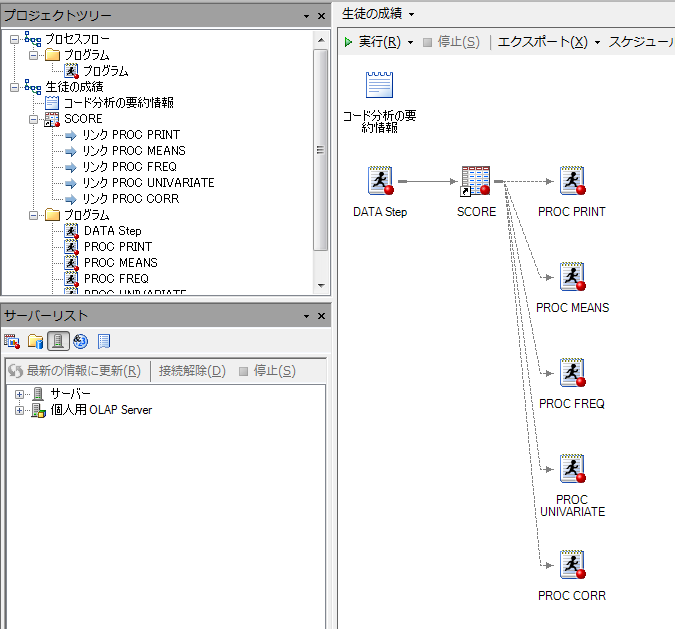 プロジェクトツリー
プロセスフロー
プログラム
プログラム
生徒の成績
コード分析の要約情報
SCORE
リンク PROC PRINT
リンク PROC MEANS
リンク PROC FREQ
リンク PROC UNIVARIATE
リンク PROC CORR
プログラム
DATA Step
PROC PRINT
PROC MEANS
PROC FREQ
PROC UNIVARIATE
サーバーリスト
最新の情報に更新(R) 接続解除(D) 停止(S)
サーバー
個人用 OLAP Server
生徒の成績
実行(R) 停止(S) エクスポート(X) スケジュール
コード分析の要
約情報
DATA Step
SCORE
PROC PRINT
PROC MEANS
PROC FREQ
PROC
UNIVARIATE
PROC CORR